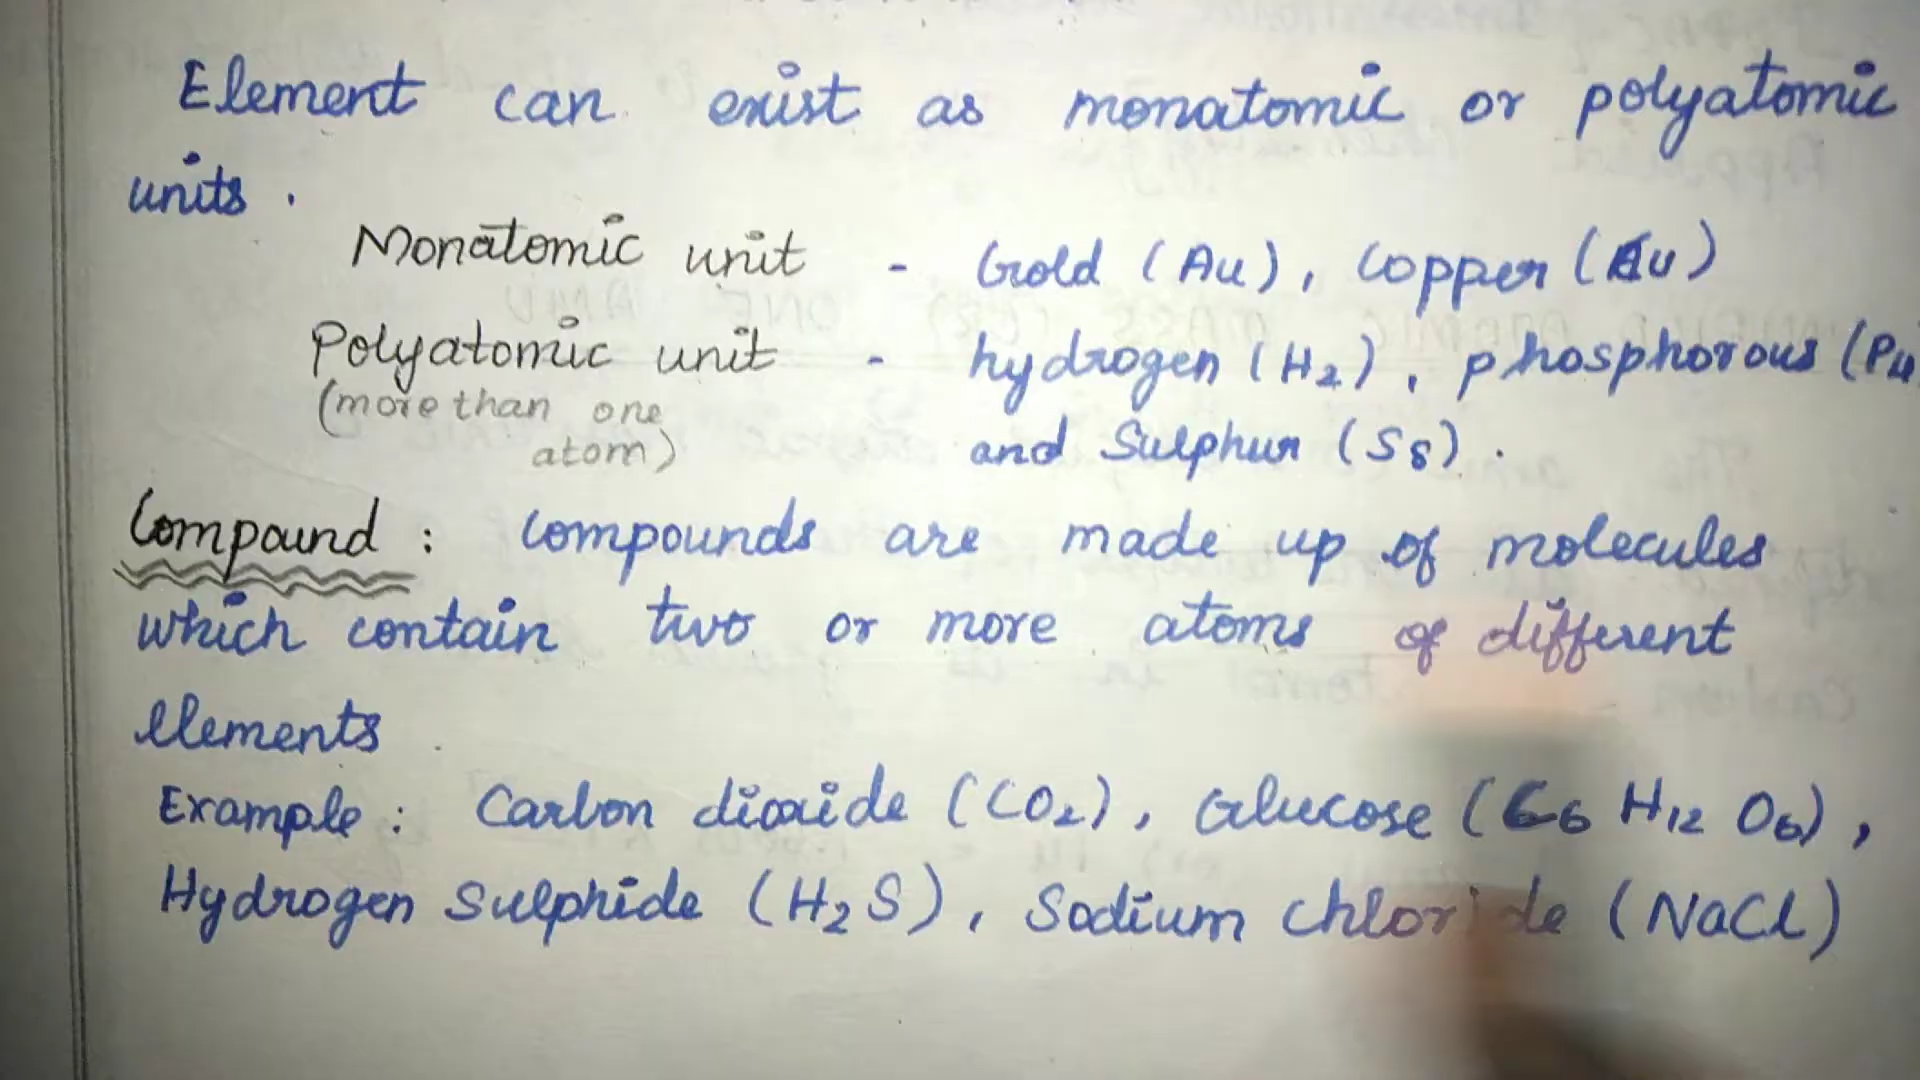 Element can exist as monatomic or polyatomic
units.
Monatomic unit - Gold (Au), Copper (Cu)
Polyatomic unit - hydrogen (H₂), phosphorous (P₄
(more than one
atom)
and Sulphur (S₈).
Compound : Compounds are made up of molecules
which contain two or more atoms of different
elements
Example : Carbon dioxide (CO₂), Glucose (C₆ H₁₂ O₆),
Hydrogen Sulphide (H₂S), Sodium chloride (NaCl)